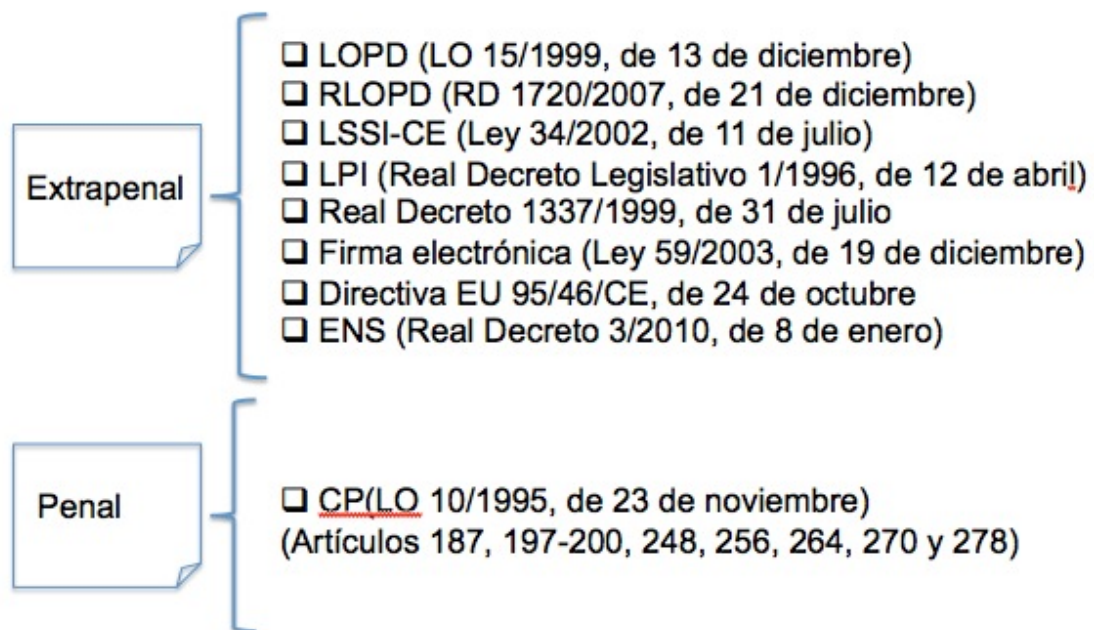 Extrapenal
❑ LOPD (LO 15/1999, de 13 de diciembre)
❑ RLOPD (RD 1720/2007, de 21 de diciembre)
❑ LSSI-CE (Ley 34/2002, de 11 de julio)
❑ LPI (Real Decreto Legislativo 1/1996, de 12 de abril)
❑ Real Decreto 1337/1999, de 31 de julio
❑ Firma electrónica (Ley 59/2003, de 19 de diciembre)
❑ Directiva EU 95/46/CE, de 24 de octubre
❑ ENS (Real Decreto 3/2010, de 8 de enero)
Penal
❑ CP(LO 10/1995, de 23 de noviembre)
(Artículos 187, 197-200, 248, 256, 264, 270 y 278)